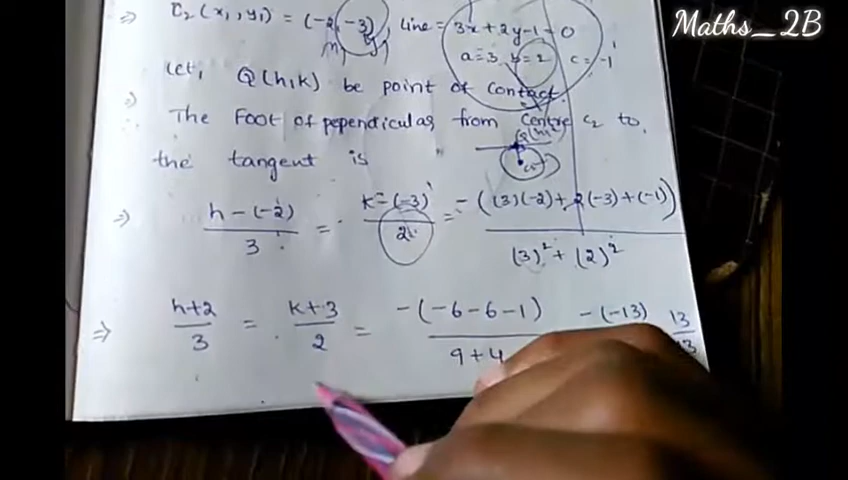 Maths_2B
⇒ C₂(x₁, y₁) = (-2, -3) Line = 3x+2y-1=0
a=3 y=2 c=-1
Let, Q(h,k) be point of contact.
⇒ The Foot of pependicular from Centre C₂ to.
the tangent is
⇒ h-(-2)/3 = k-(-3)/2 = -((3)(-2)+2(-3)+(-1))/(3)²+(2)²
⇒ h+2/3 = k+3/2 = -(-6-6-1)/9+4 -(-13) 13/13